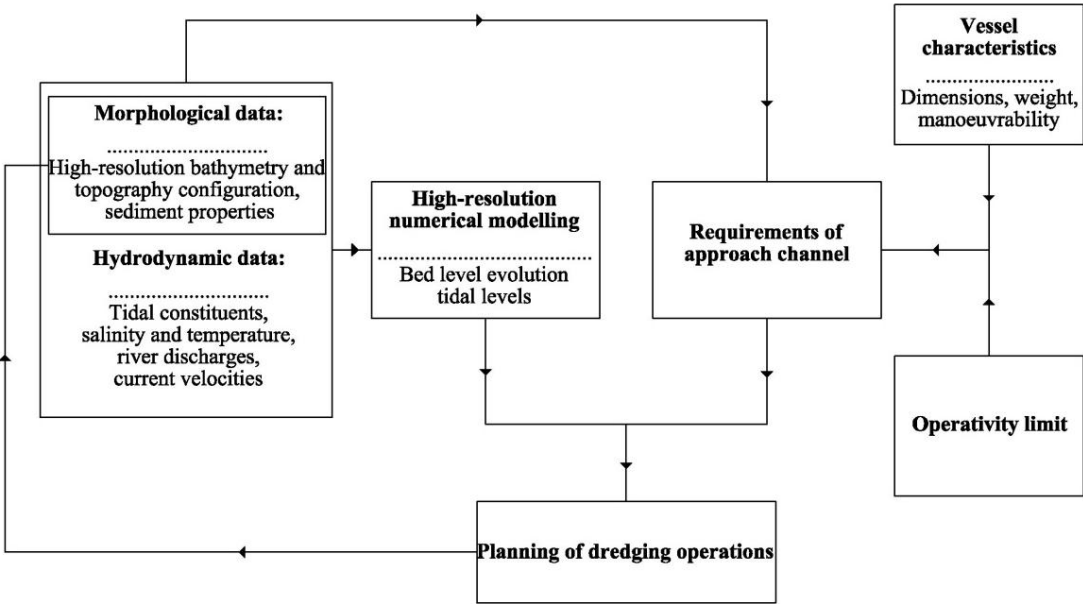 Morphological data:
High-resolution bathymetry and
topography configuration,
sediment properties
Hydrodynamic data:
Tidal constituents,
salinity and temperature,
river discharges,
current velocities
High-resolution
numerical modelling
Bed level evolution
tidal levels
Requirements of
approach channel
Vessel
characteristics
Dimensions, weight,
manoeuvrability
Operativity limit
Planning of dredging operations